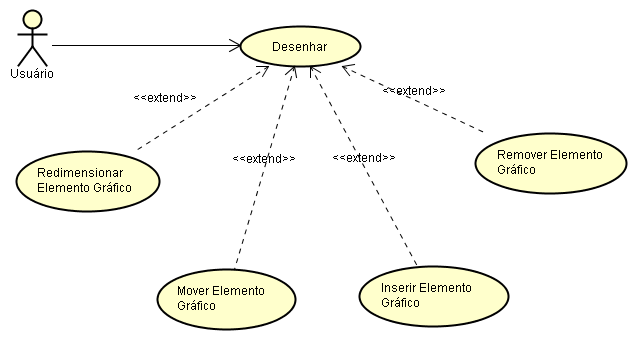 Usuário
Desenhar
<<extend>>
<<extend>>
<<extend>>
<<extend>>
Redimensionar
Elemento Gráfico
Remover Elemento
Gráfico
Mover Elemento
Gráfico
Inserir Elemento
Gráfico